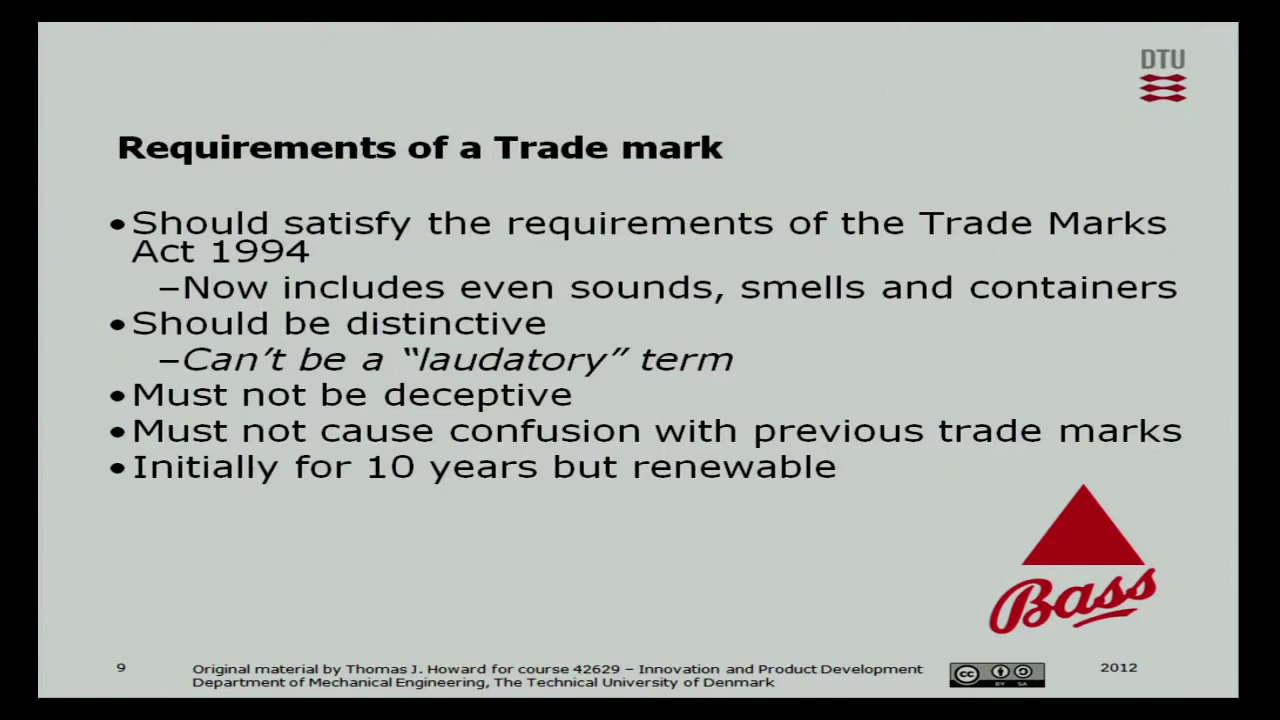 DTU
Requirements of a Trade mark
•Should satisfy the requirements of the Trade Marks
Act 1994
–Now includes even sounds, smells and containers
•Should be distinctive
–Can’t be a “laudatory” term
•Must not be deceptive
•Must not cause confusion with previous trade marks
•Initially for 10 years but renewable
Bass
9
Original material by Thomas J. Howard for course 42629 – Innovation and Product Development
Department of Mechanical Engineering, The Technical University of Denmark
cc BY SA
2012